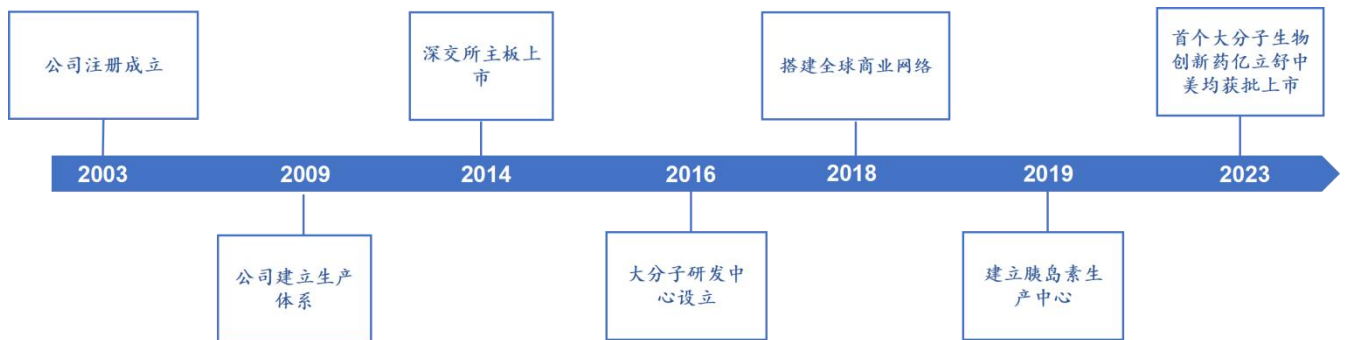 公司注册成立
深交所主板上
市
搭建全球商业网络
首个大分子生物
创新药亿立舒中
美均获批上市
2003
2009
2014
2016
2018
2019
2023
公司建立生产
体系
大分子研发中
心设立
建立胰岛素生
产中心